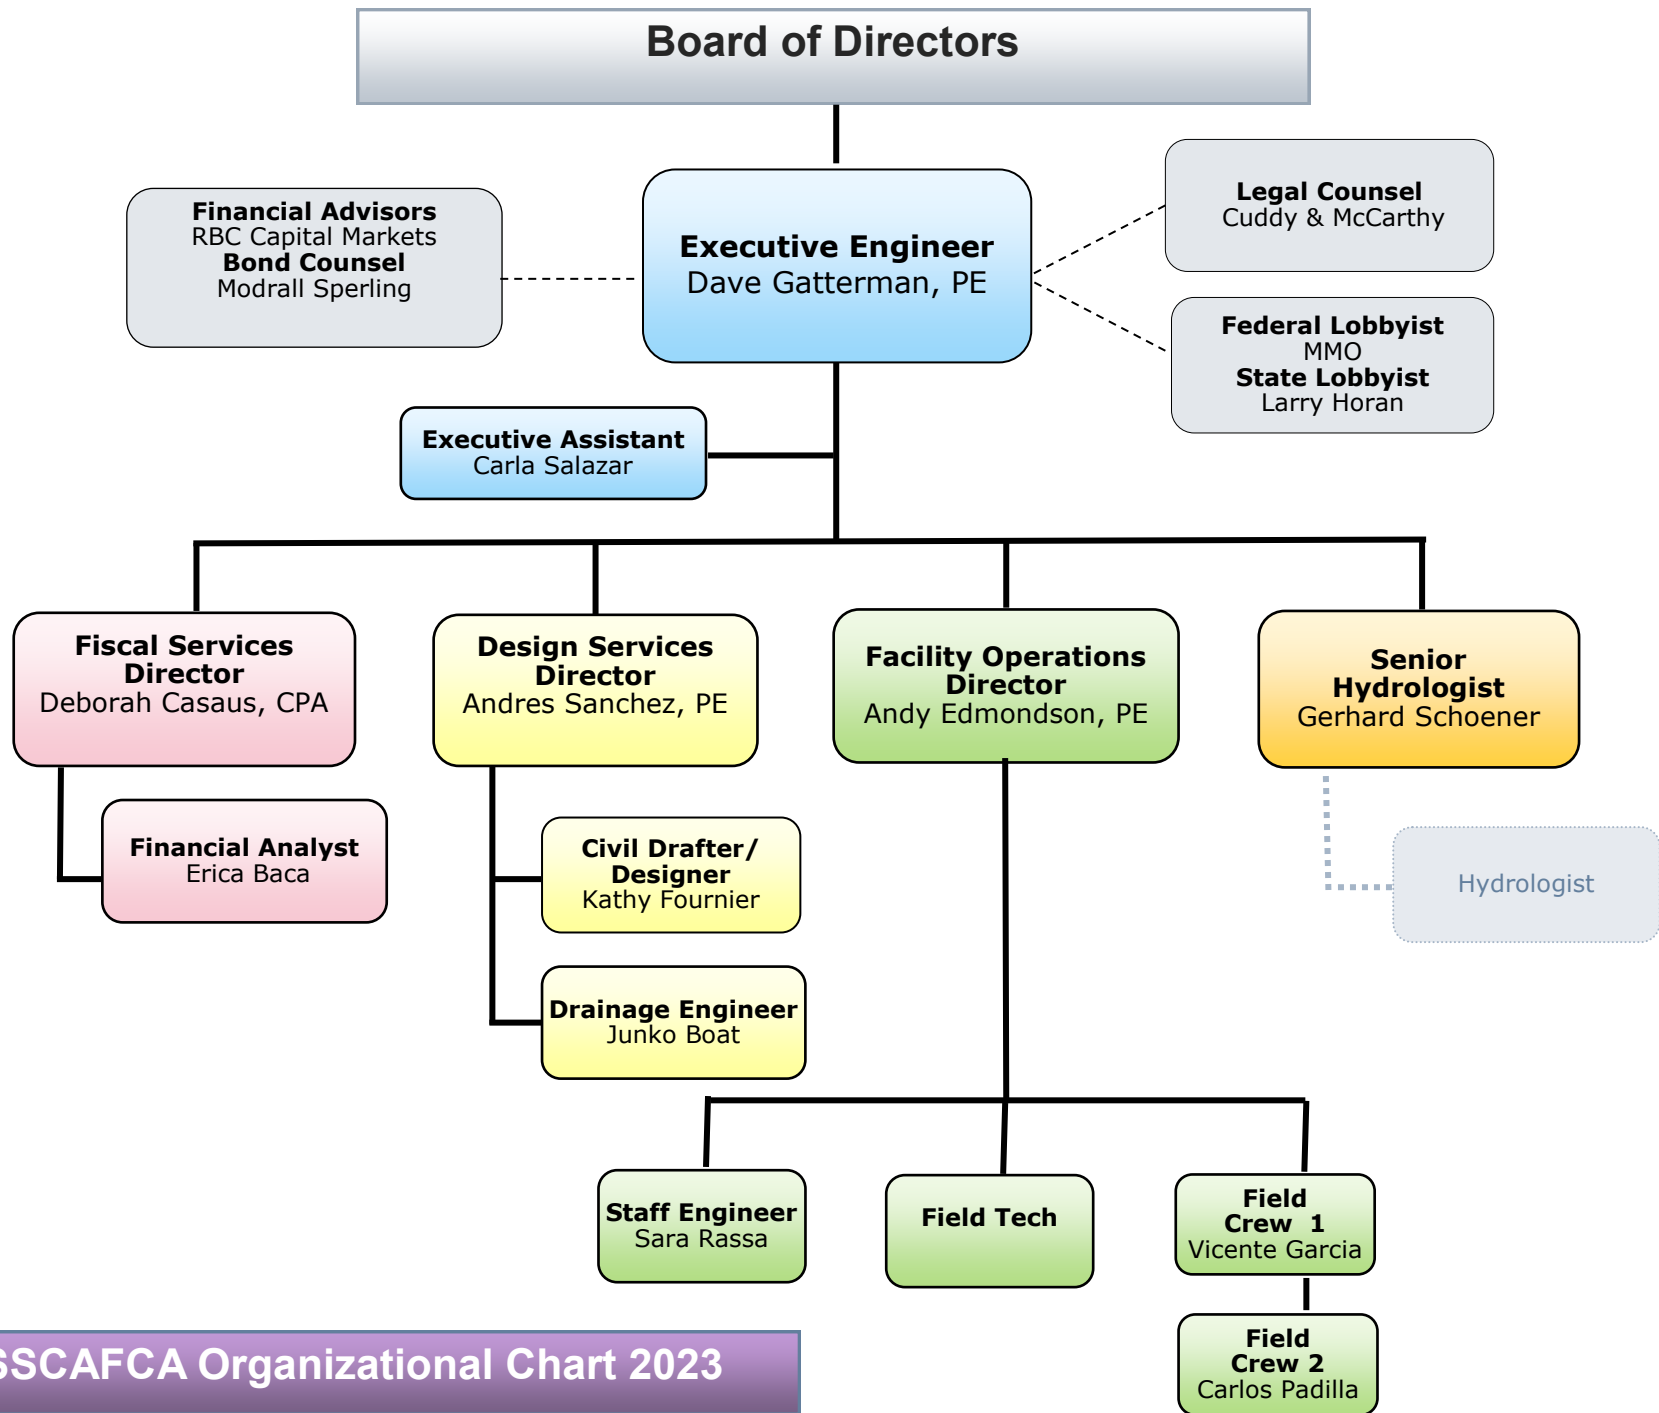 Board of Directors
Financial Advisors
RBC Capital Markets
Bond Counsel
Modrall Sperling
Executive Engineer
Dave Gatterman, PE
Legal Counsel
Cuddy & McCarthy
Federal Lobbyist
MMO
State Lobbyist
Larry Horan
Executive Assistant
Carla Salazar
Fiscal Services
Director
Deborah Casaus, CPA
Design Services
Director
Andres Sanchez, PE
Facility Operations
Director
Andy Edmondson, PE
Senior
Hydrologist
Gerhard Schoener
Financial Analyst
Erica Baca
Civil Drafter/
Designer
Kathy Fournier
Hydrologist
Drainage Engineer
Junko Boat
Staff Engineer
Sara Rassa
Field Tech
Field
Crew  1
Vicente Garcia
Field
Crew 2
Carlos Padilla
SSCAFCA Organizational Chart 2023